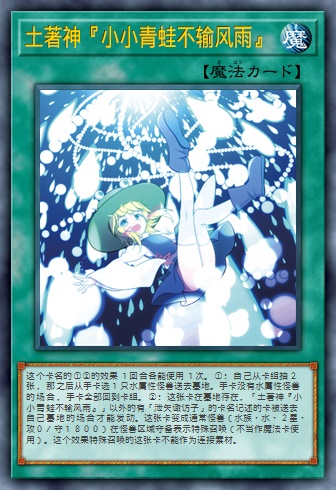 土著神『小小青蛙不输风雨』
魔
【魔法カード】
这个卡名的①②的效果1回合各能使用1次。①：自己从卡组抽2
张，那之后从手卡选1只水属性怪兽送去墓地。手卡没有水属性怪兽
的场合，手卡全部回到卡组。②：这张卡在墓地存在，「土著神『小
小青蛙不输风雨』」以外的有「泄矢诹访子」的卡名记述的卡被送去
自己墓地的场合才能发动。这张卡变成通常怪兽（水族·水·2星·
攻0／守1800）在怪兽区域守备表示特殊召唤（不当作魔法卡使
用）。这个效果特殊召唤的这张卡不能作为连接素材。